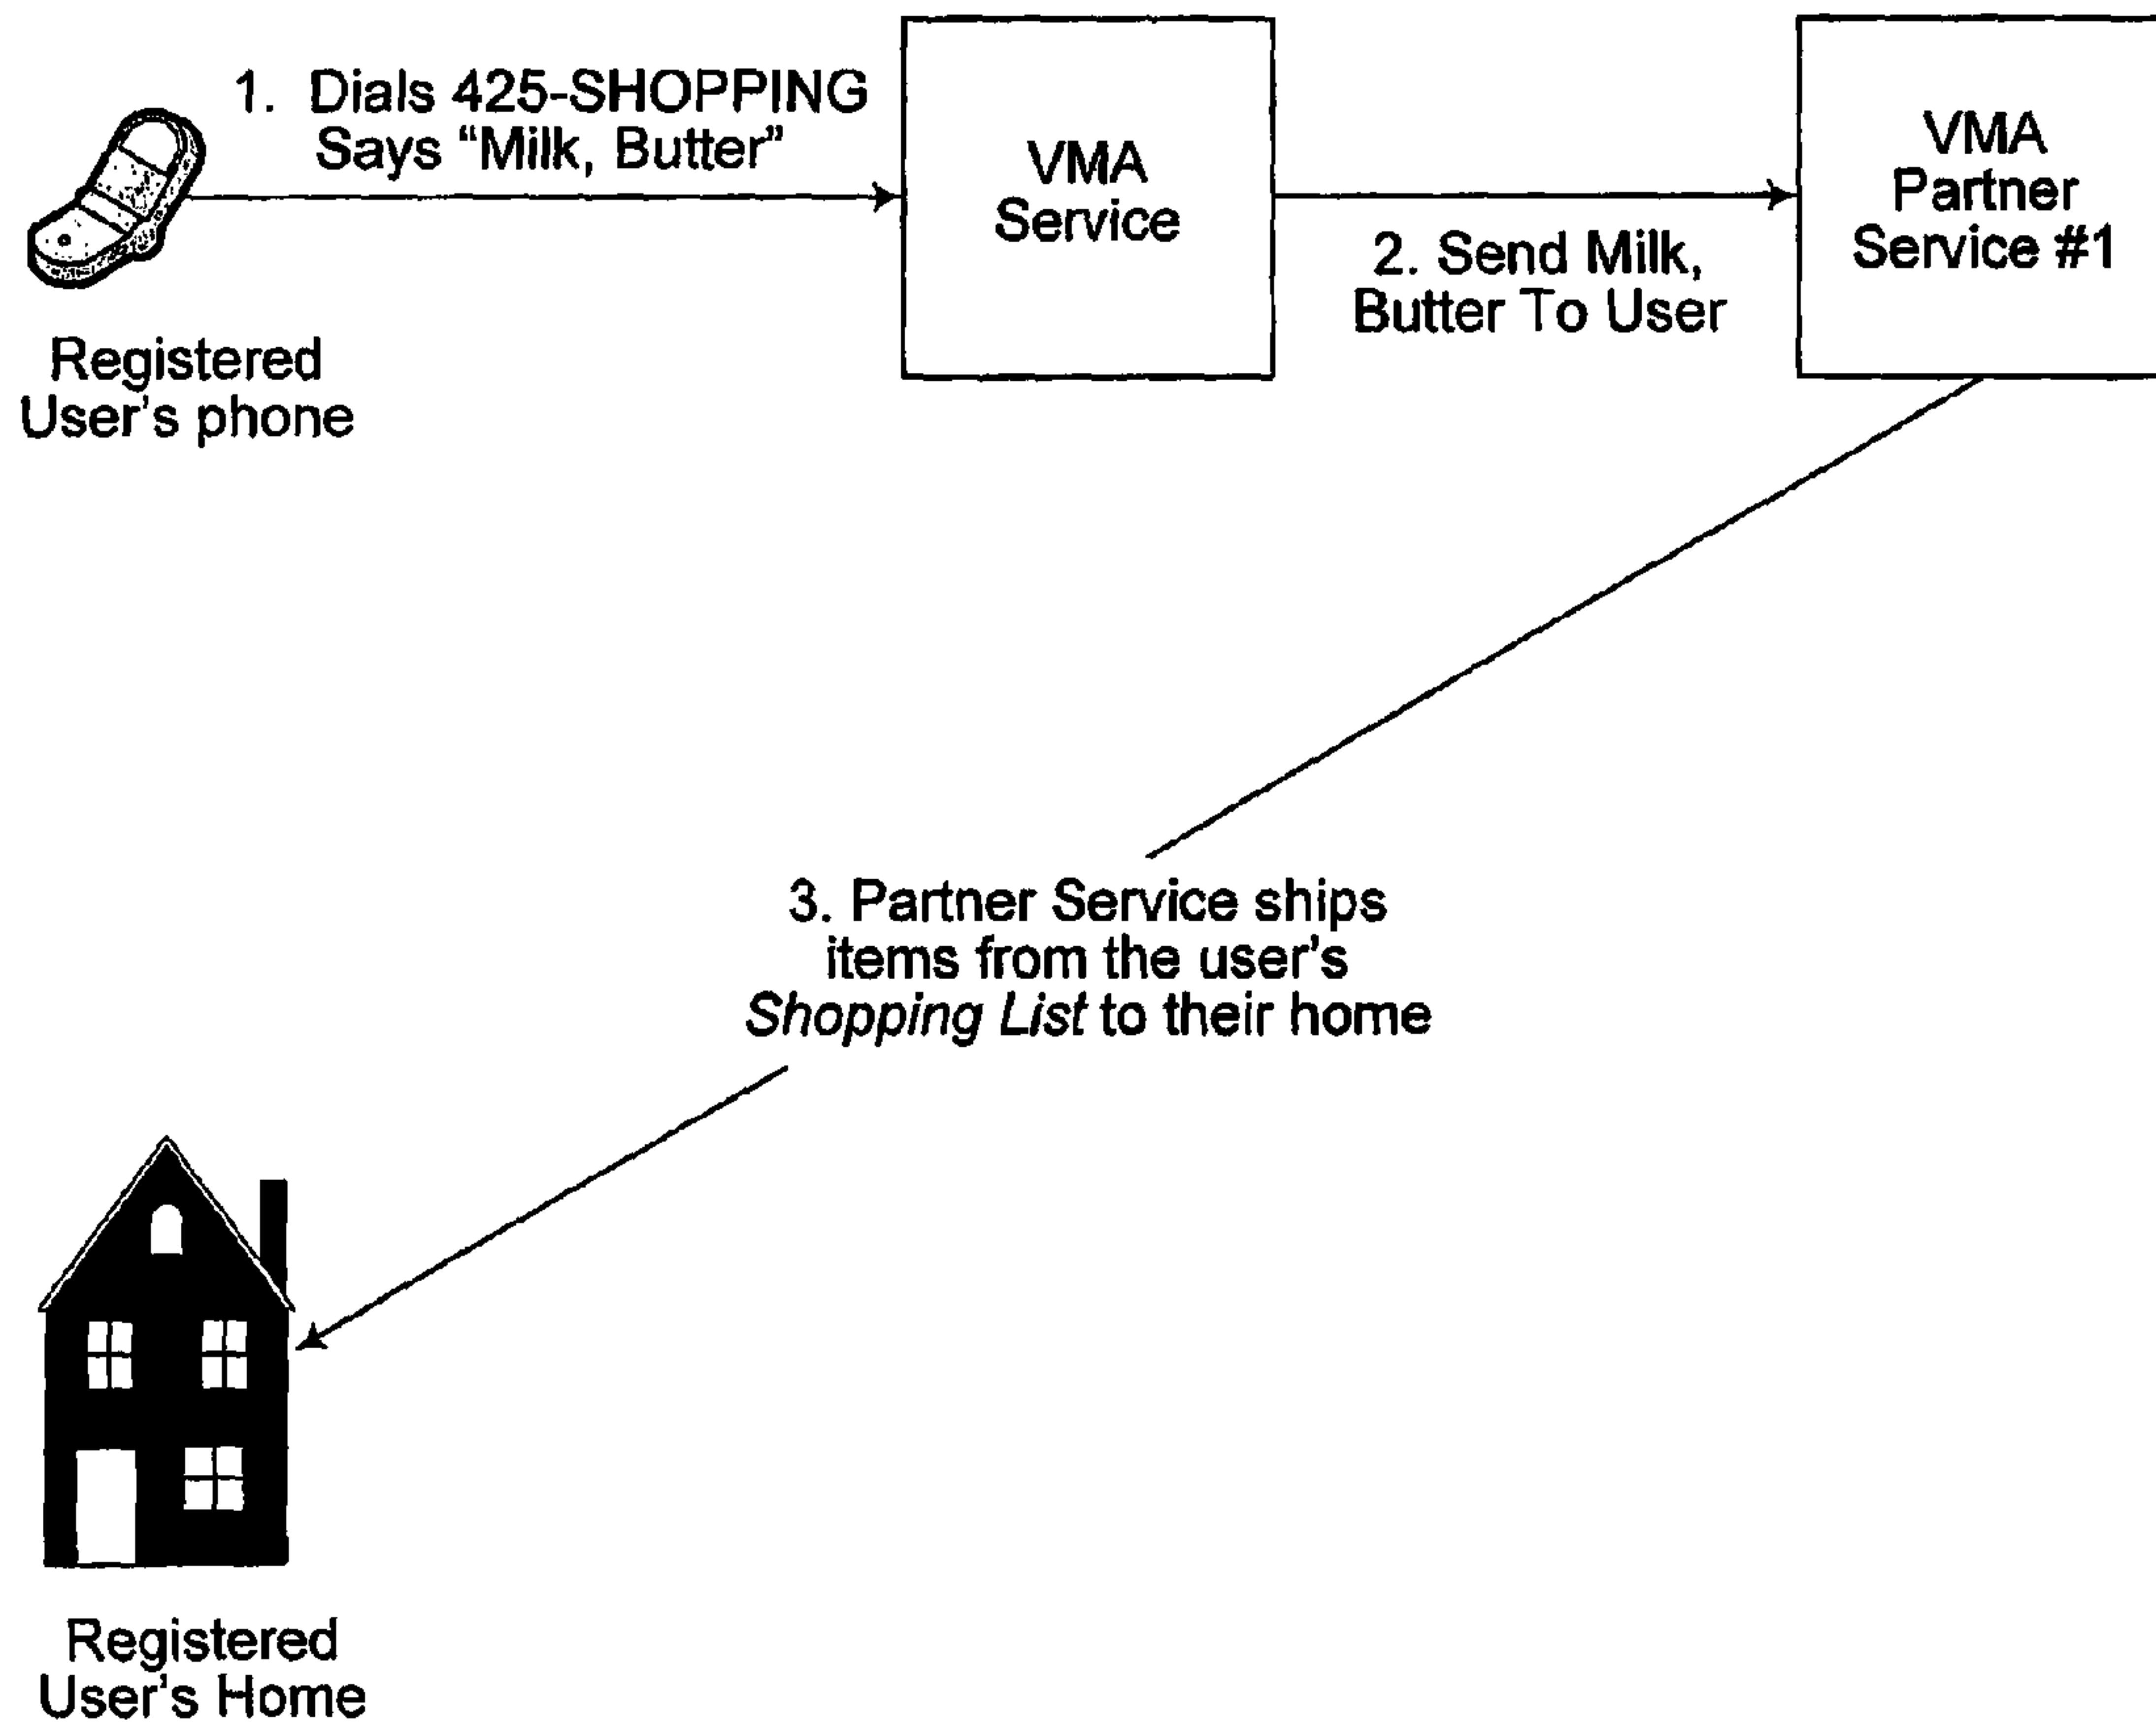 1. Dials 425-SHOPPING
Says “Milk, Butter”
Registered
User's phone
VMA
Service
2. Send Milk,
Butter To User
VMA
Partner
Service #1
3. Partner Service ships
items from the user's
Shopping List to their home
Registered
User's Home